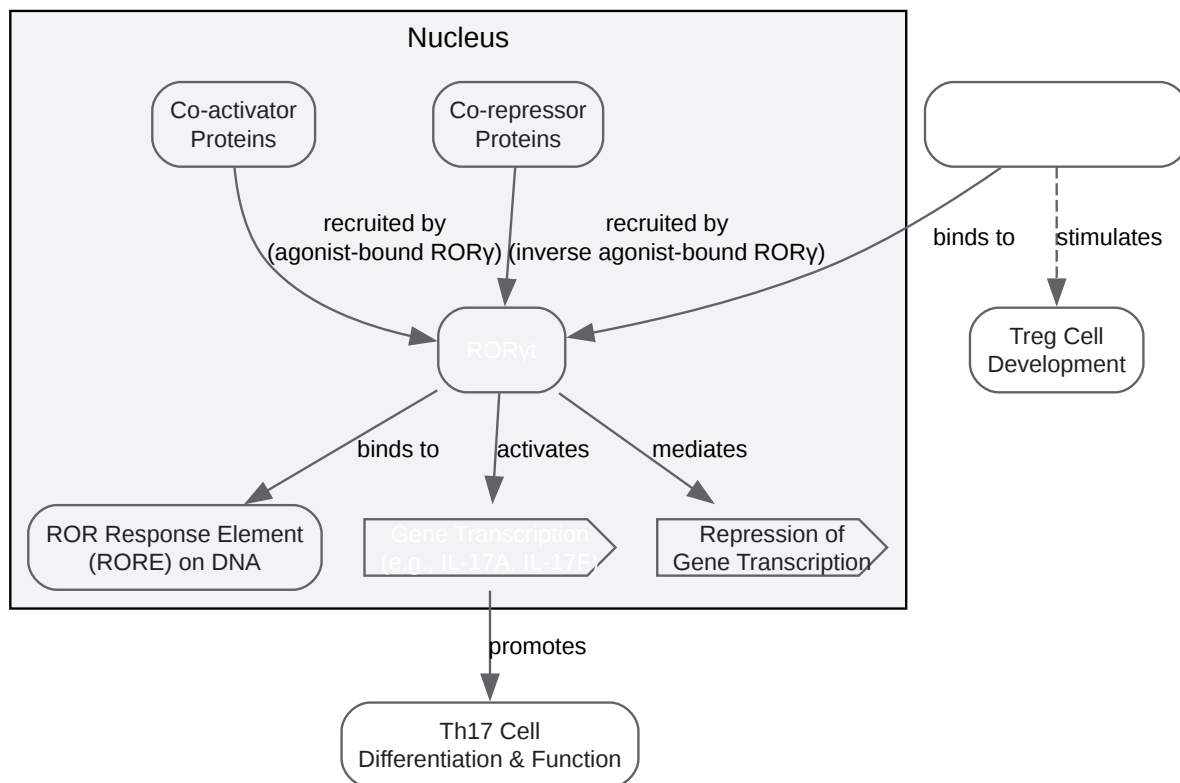 Nucleus
Co-activator
Proteins
Co-repressor
Proteins
recruited by
(agonist-bound RORγ)
recruited by
(inverse agonist-bound RORγ)
binds to
stimulates
RORγt
Treg Cell
Development
binds to
activates
mediates
ROR Response Element
(RORE) on DNA
Gene Transcription
(e.g., IL-17A, IL-17F)
Repression of
Gene Transcription
promotes
Th17 Cell
Differentiation & Function